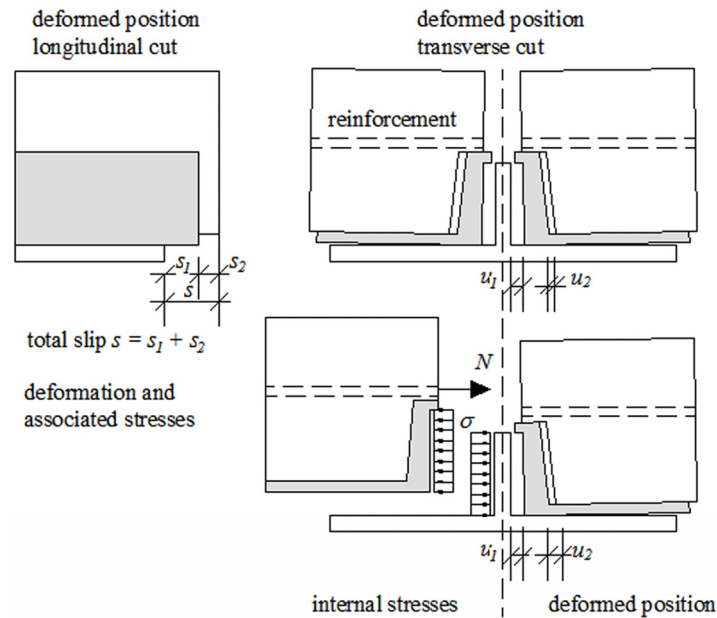 deformed position
longitudinal cut
deformed position
transverse cut
reinforcement
s1
s2
s
u1
u2
total slip s = s1 + s2
deformation and
associated stresses
N
σ
u1
u2
internal stresses
deformed position